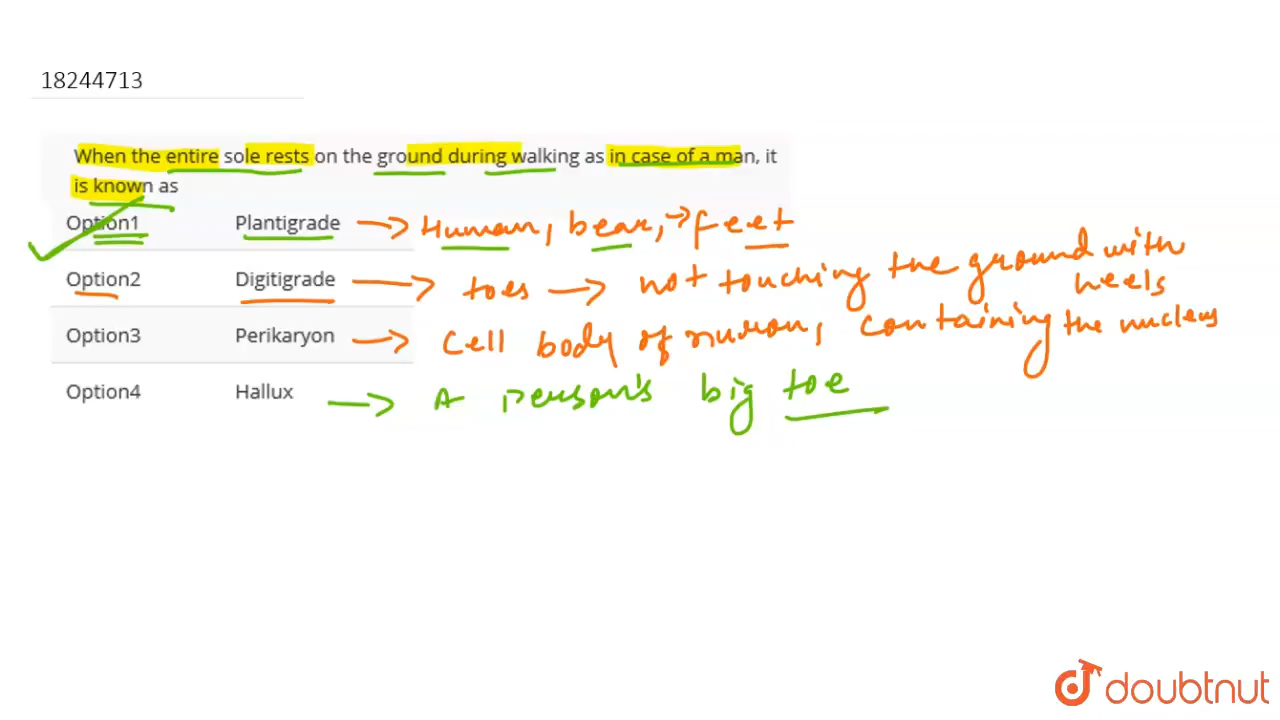 18244713
When the entire sole rests on the ground during walking as in case of a man, it
is known as
Option1 Plantigrade → Human, bear, → feet
Option2 Digitigrade → toes → not touching the ground with
heels
Option3 Perikaryon → Cell body of nuron, containing the nucleus
Option4 Hallux → A person's big toe
doubtnut